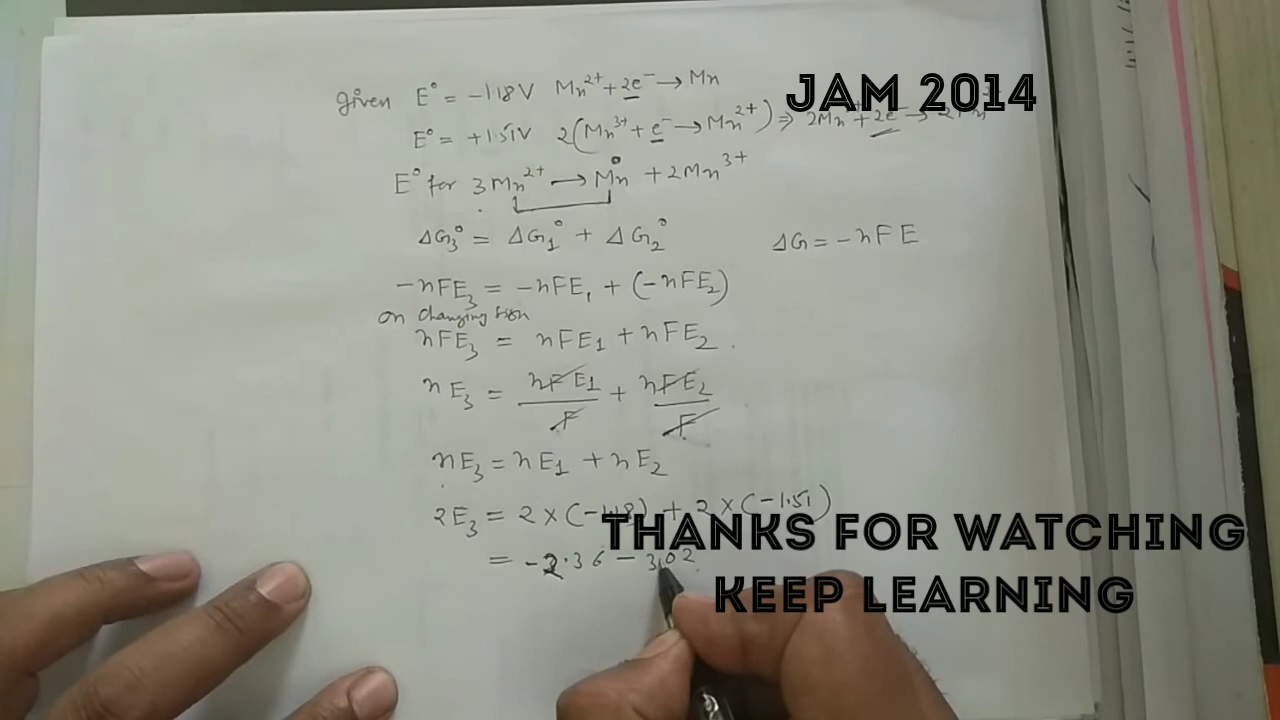 given E° = -1.18V Mn²⁺ + 2e⁻ → Mn
JAM 2014
E° = +1.51V 2(Mn³⁺ + e⁻ → Mn²⁺) ⇒ 2Mn⁺ + 2e⁻ →
E° for 3Mn²⁺ → Mn° + 2Mn³⁺
ΔG₃° = ΔG₁° + ΔG₂° ΔG = -nFE
-nFE₃ = -nFE₁ + (-nFE₂)
on changing sign
nFE₃ = nFE₁ + nFE₂.
nE₃ = nFE₁/F + nFE₂/F
nE₃ = nE₁ + nE₂
2E₃ = 2 × (-1.18) + 2 × (-1.51)
THANKS FOR WATCHING
= -2.36 - 3.02
KEEP LEARNING